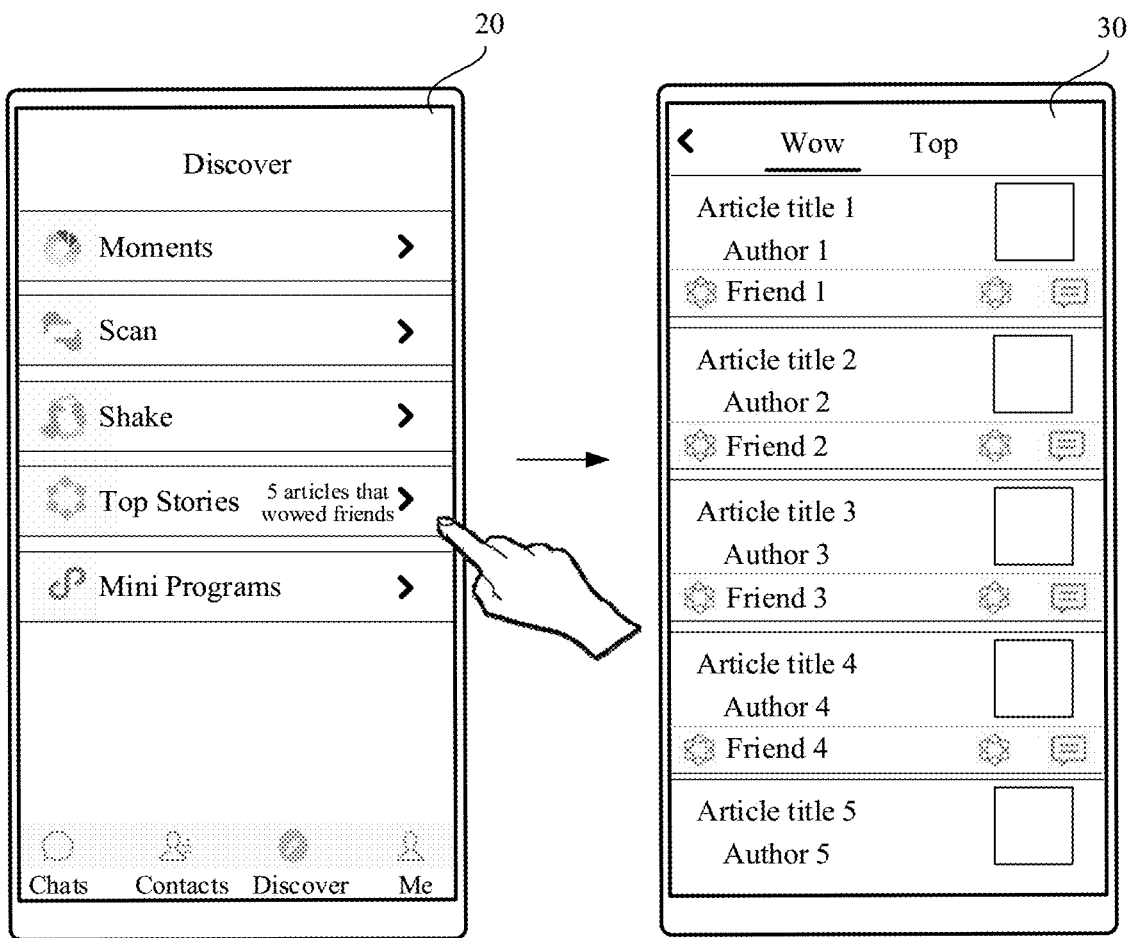 20
Discover
Moments
Scan
Shake
Top Stories
5 articles that
wowed friends
Mini Programs
Chats
Contacts
Discover
Me
30
Wow
Top
Article title 1
Author 1
Friend 1
Article title 2
Author 2
Friend 2
Article title 3
Author 3
Friend 3
Article title 4
Author 4
Friend 4
Article title 5
Author 5